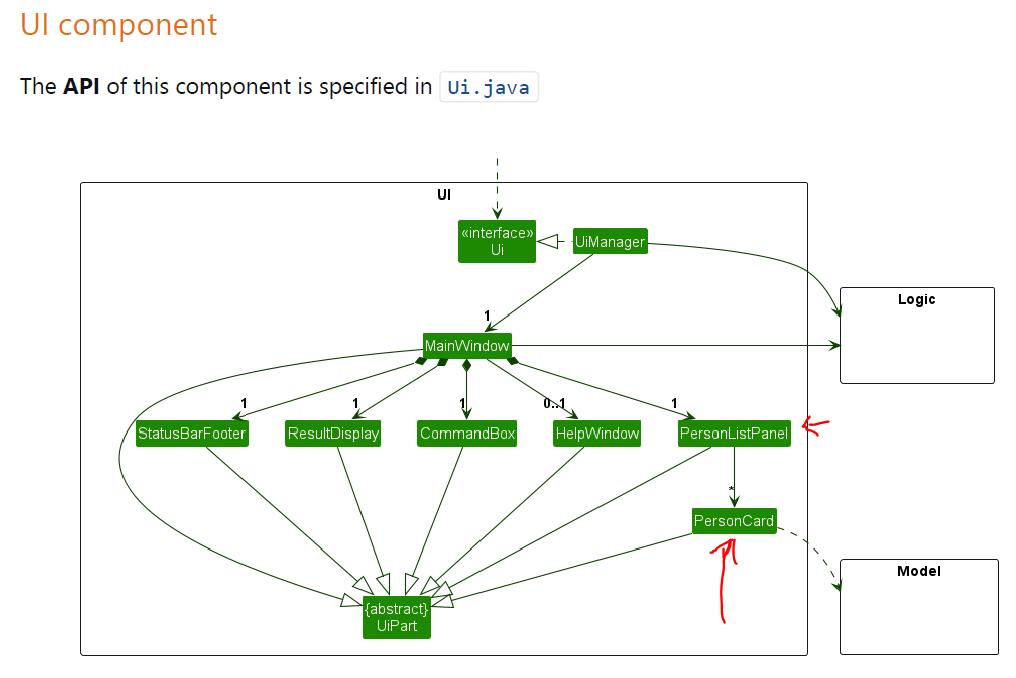 UI component
The API of this component is specified in Ui.java
UI
«interface»
Ui
UiManager
Logic
1
MainWindow
1
1
1
0..1
1
StatusBarFooter
ResultDisplay
CommandBox
HelpWindow
PersonListPanel
*
PersonCard
Model
{abstract}
UiPart